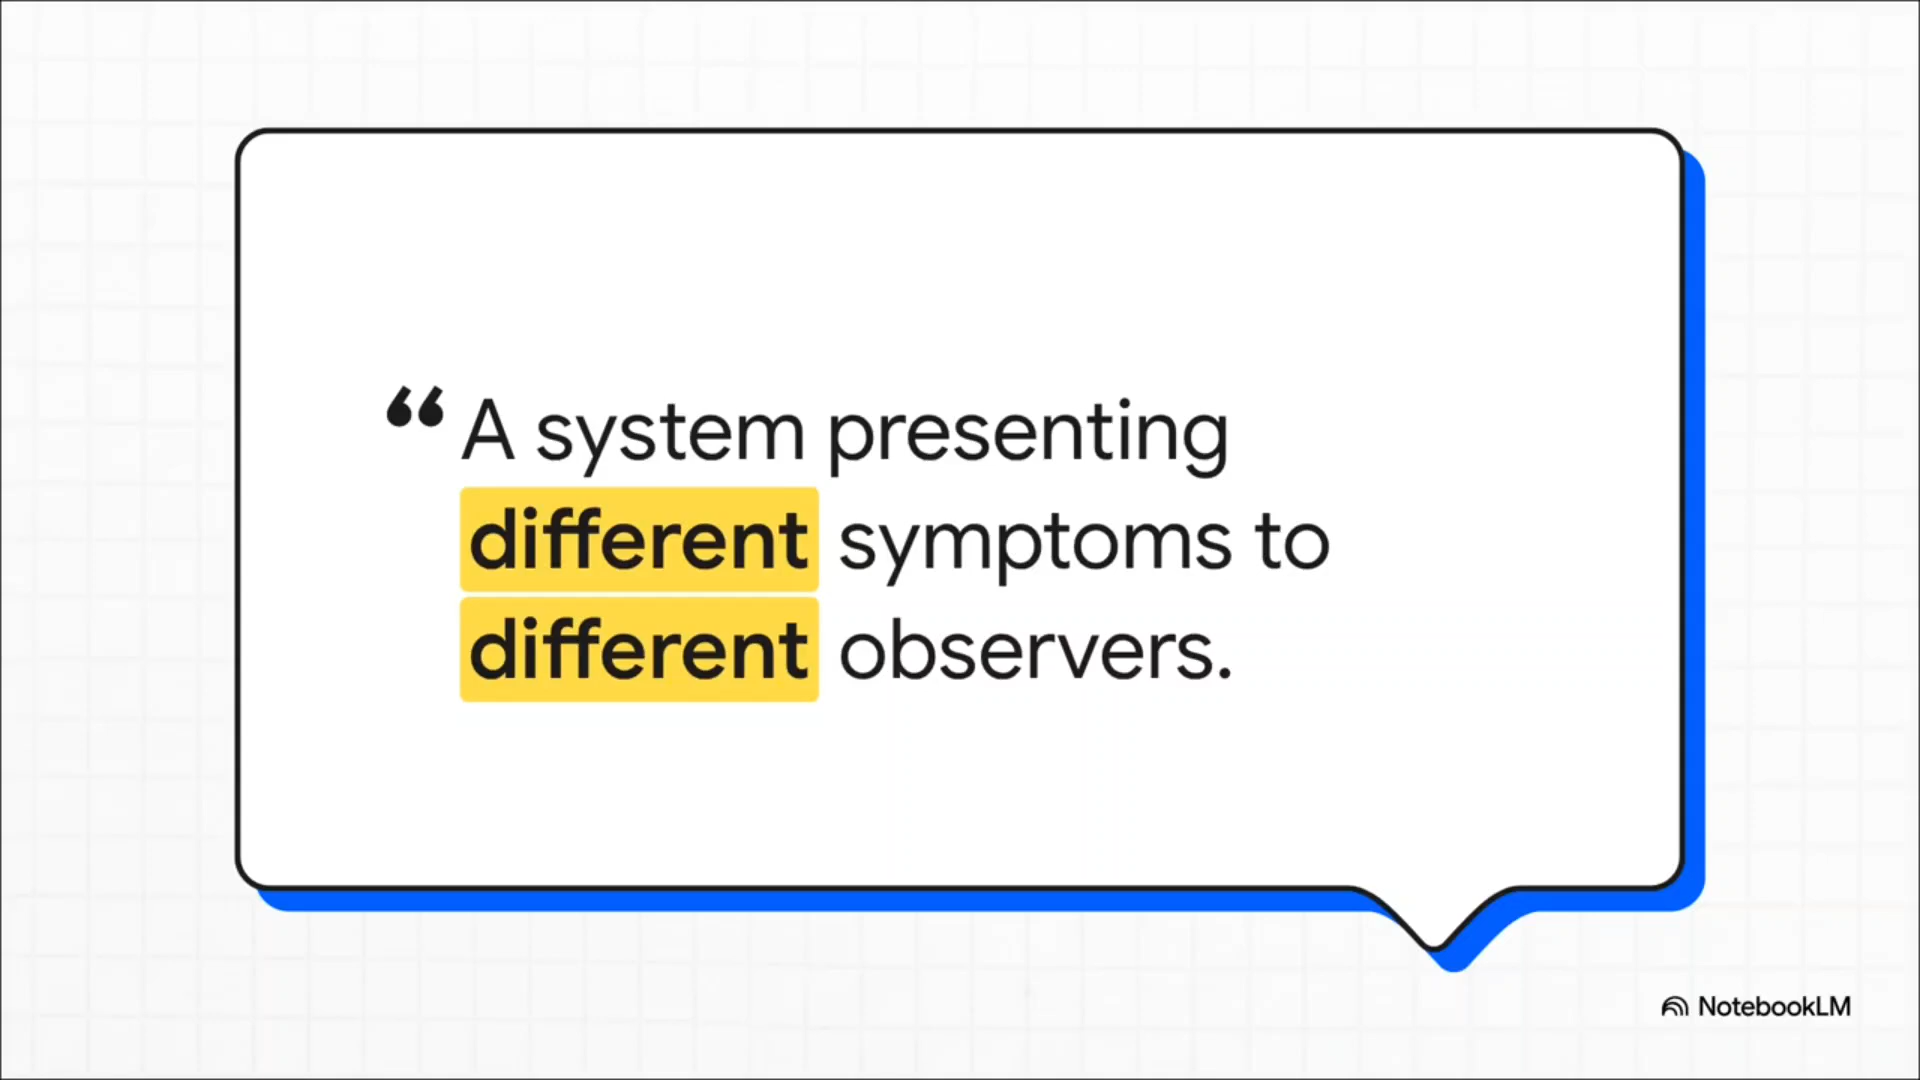 “A system presenting
different symptoms to
different observers.
NotebookLM